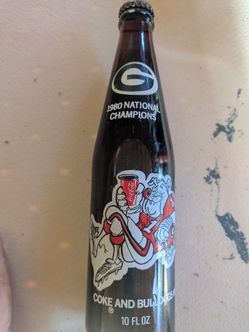 G
1980 NATIONAL
CHAMPIONS
COKE AND BULLDOGS
®
10 FL OZ